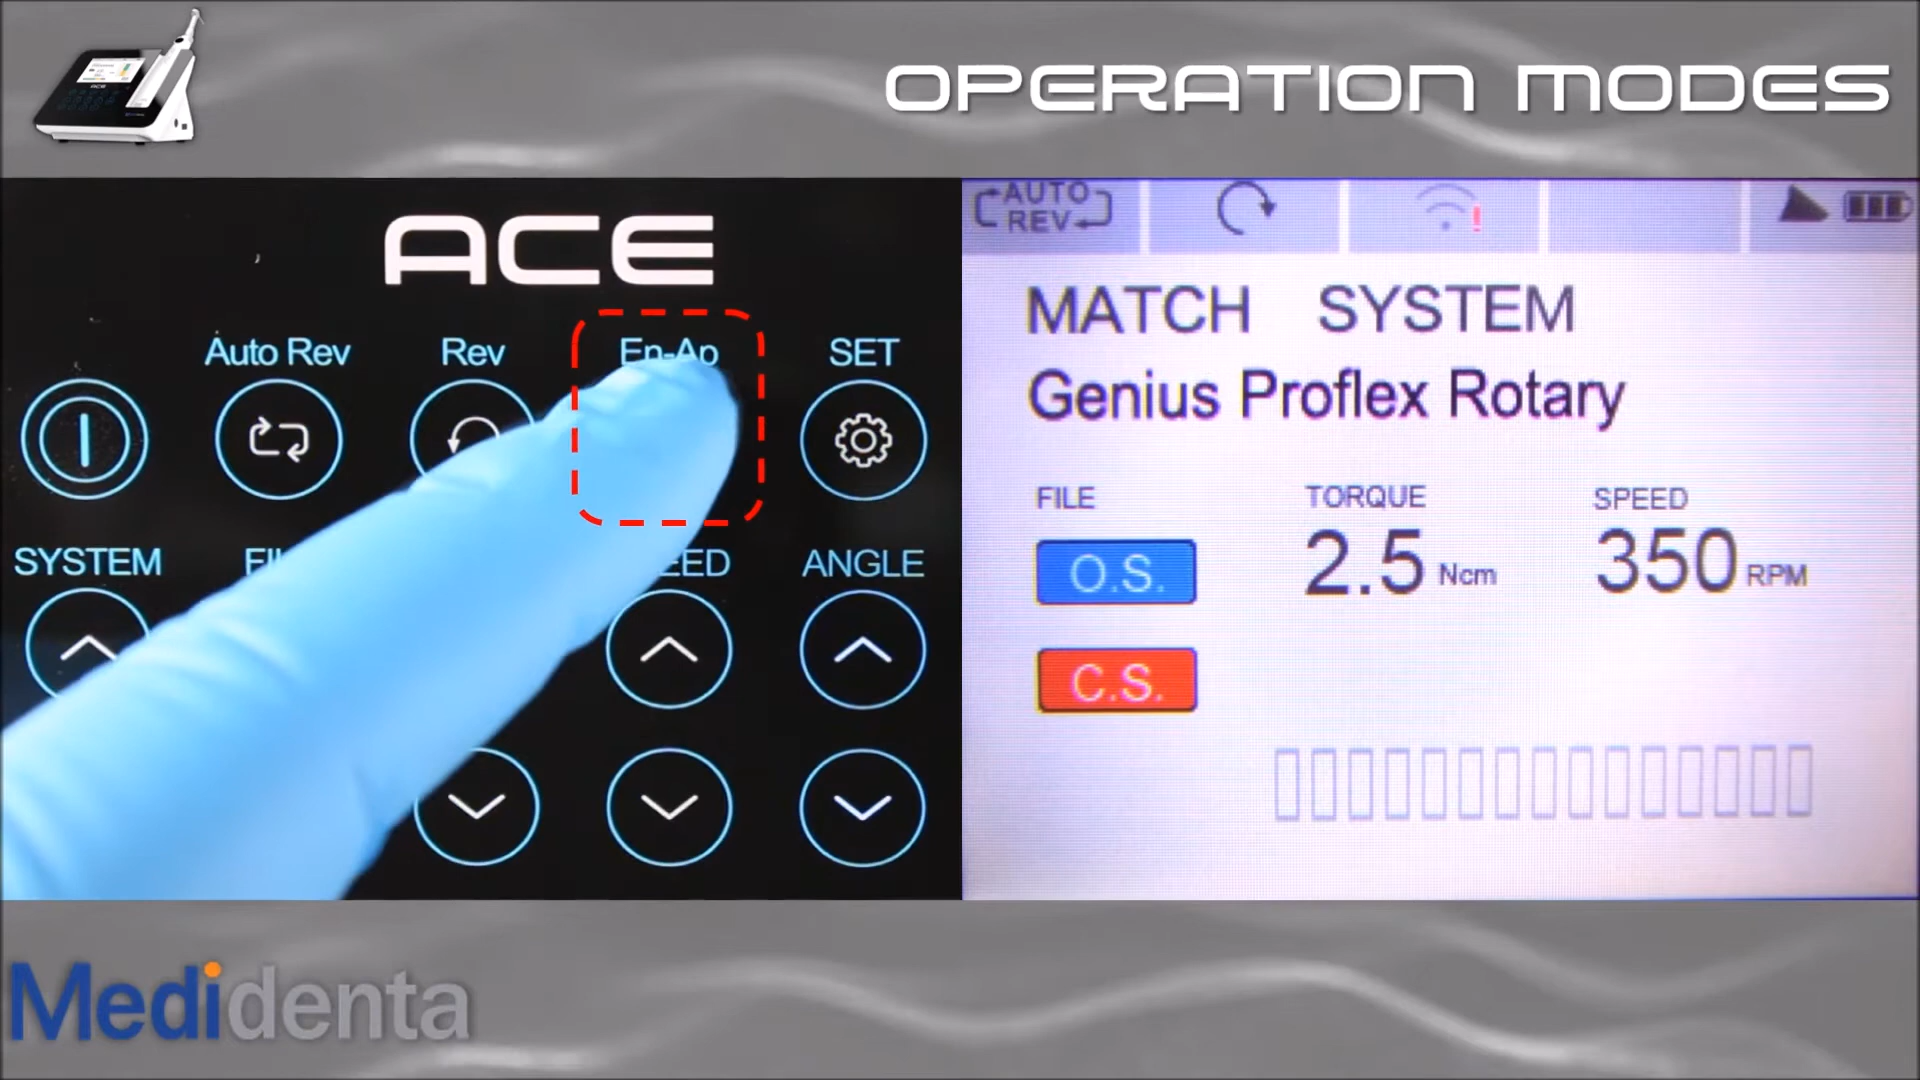 OPERATION MODES
ACE
Auto Rev
Rev
En-Ap
SET
SYSTEM
ANGLE
AUTO
REV
MATCH SYSTEM
Genius Proflex Rotary
FILE
TORQUE
SPEED
O.S.
2.5 Ncm
350 RPM
C.S.
Medidenta